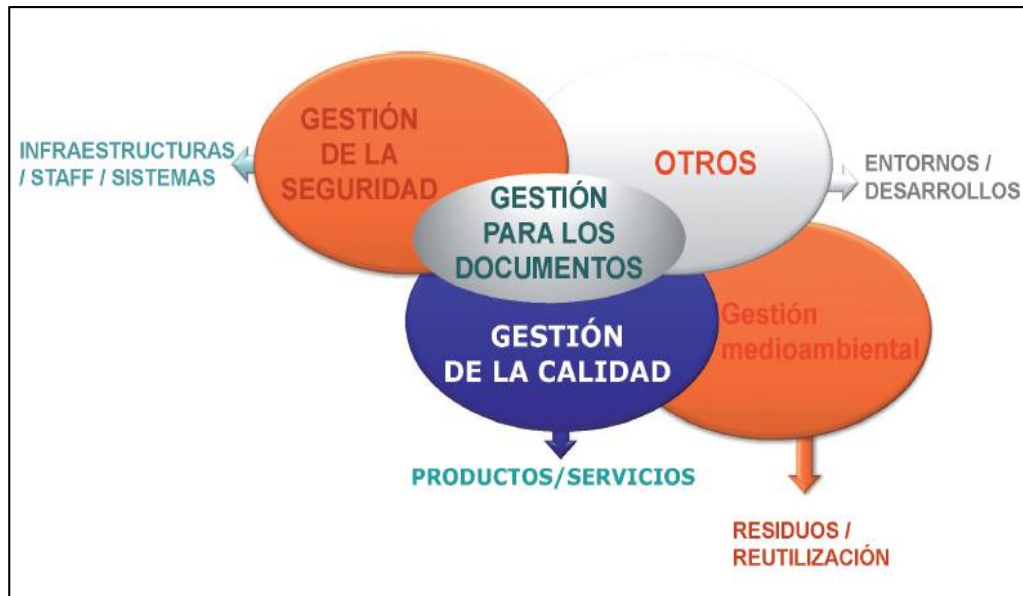 GESTIÓN
DE LA
SEGURIDAD
INFRAESTRUCTURAS
/ STAFF / SISTEMAS
OTROS
ENTORNOS /
DESARROLLOS
GESTIÓN
PARA LOS
DOCUMENTOS
GESTIÓN
DE LA CALIDAD
Gestión
medioambiental
PRODUCTOS/SERVICIOS
RESIDUOS /
REUTILIZACIÓN